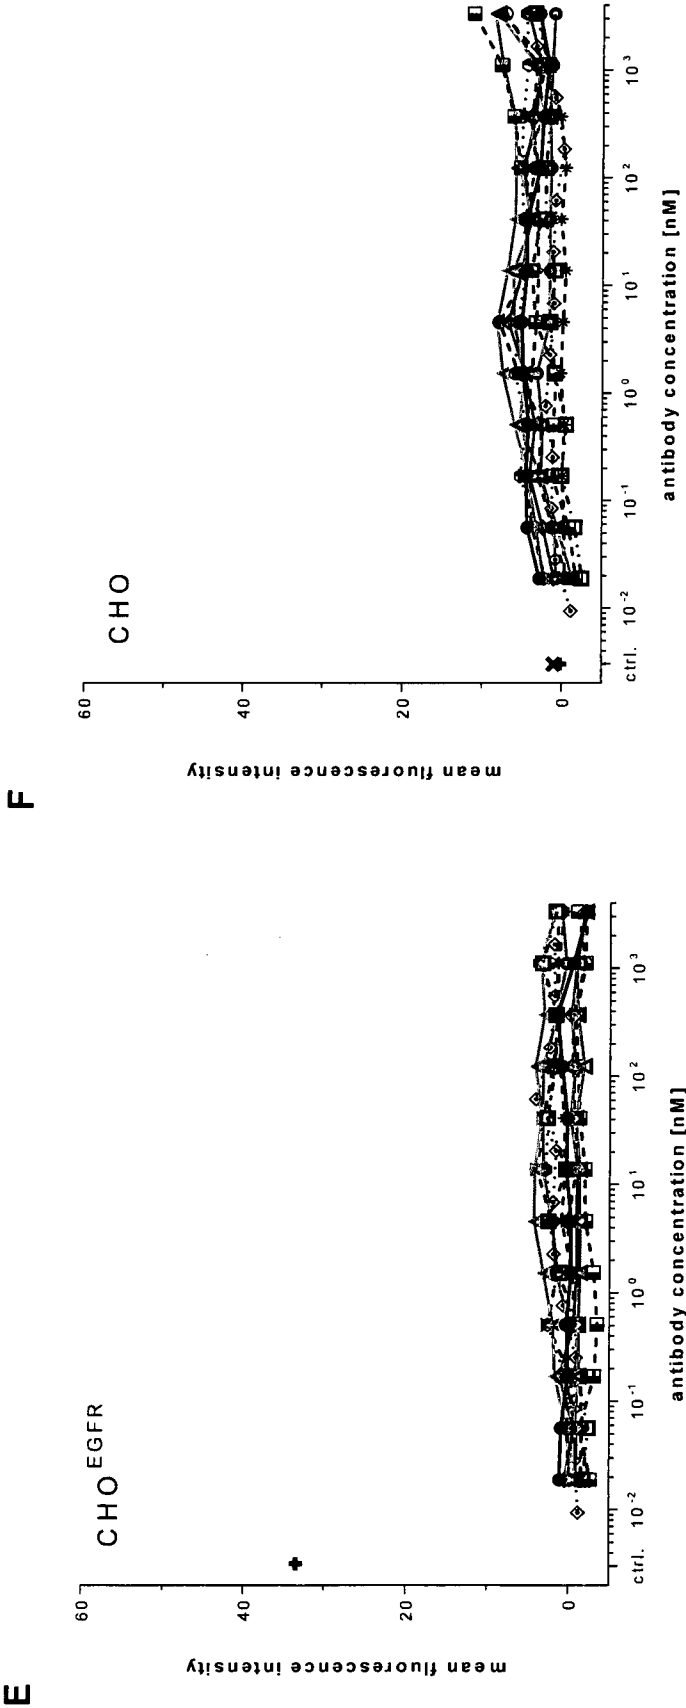 E
CHO^EGFR
mean fluorescence intensity
60
40
20
0
ctrl. 10^-2 10^-1 10^0 10^1 10^2 10^3
antibody concentration [nM]
F
CHO
mean fluorescence intensity
60
40
20
0
ctrl. 10^-2 10^-1 10^0 10^1 10^2 10^3
antibody concentration [nM]